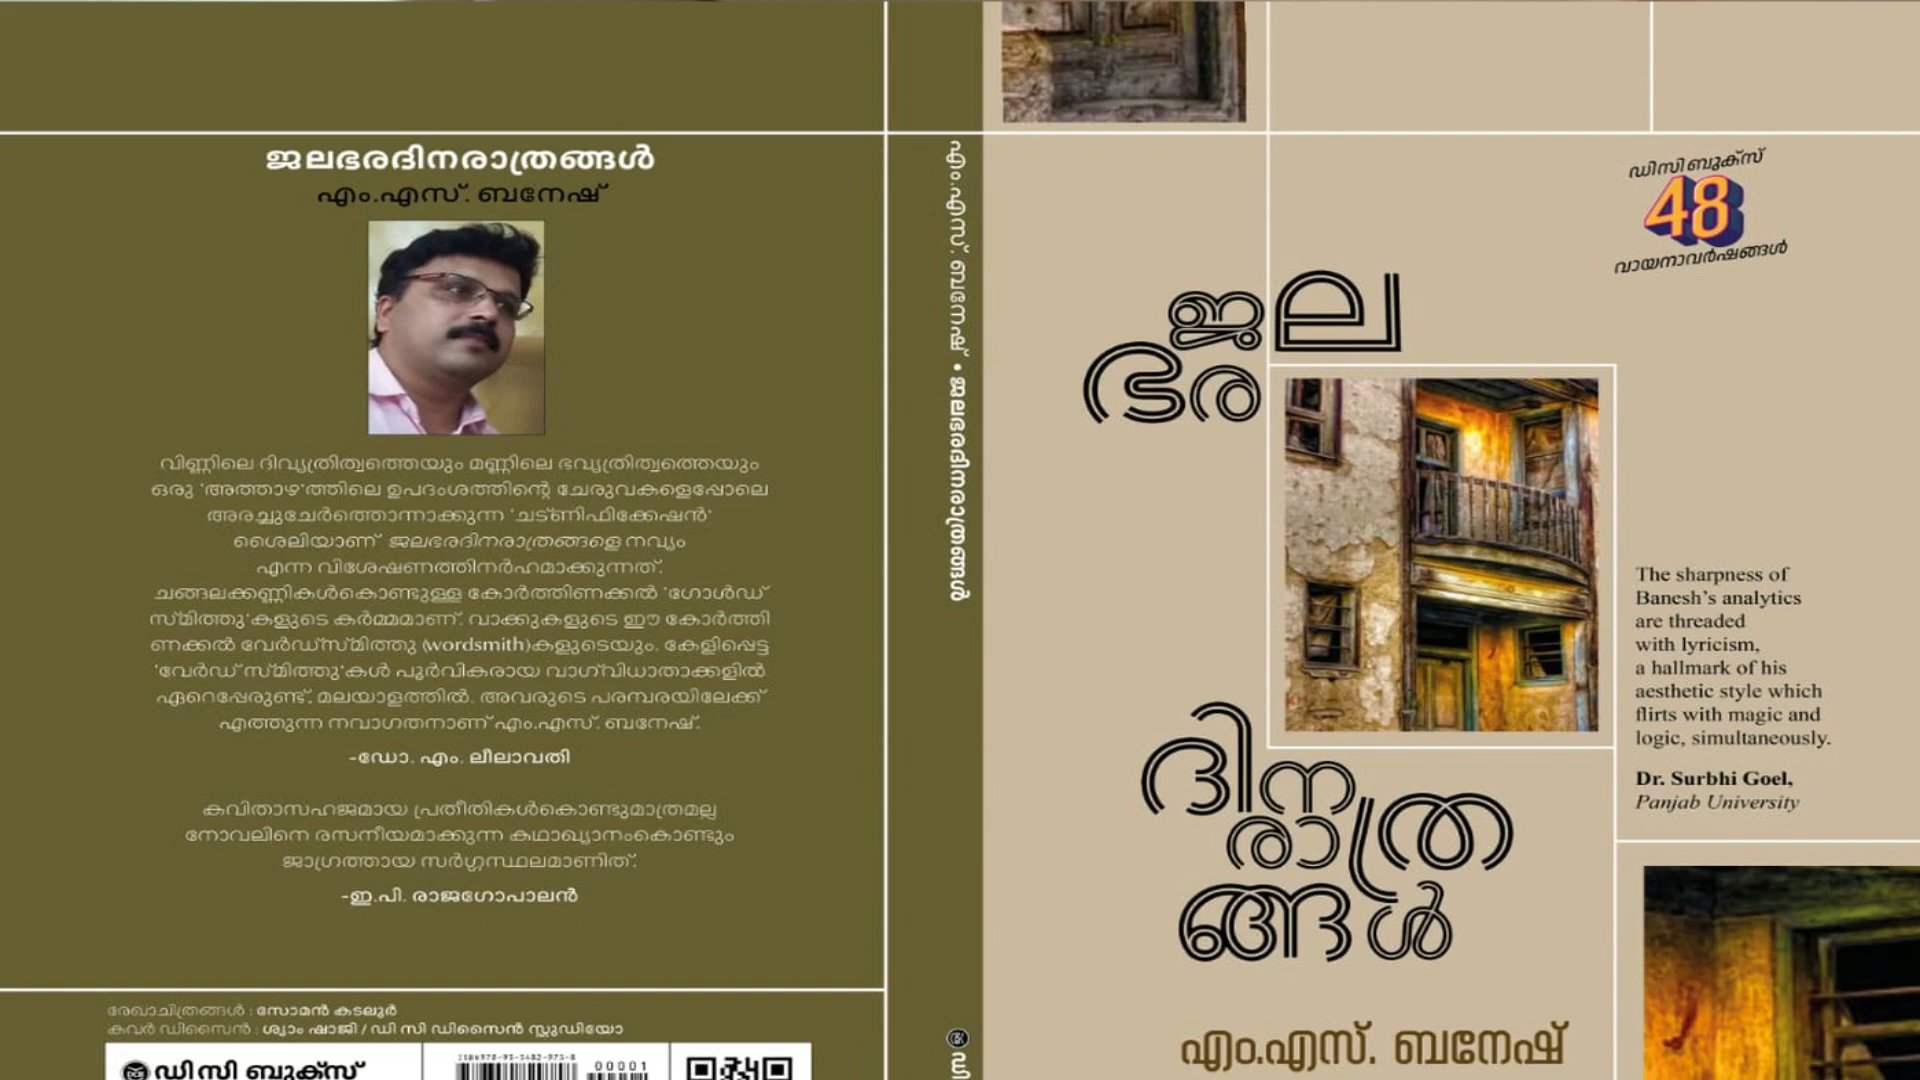 ജലഭരദിനരാത്രങ്ങൾ
എം.എസ്. ബനേഷ്
വിണ്ണിലെ ദിവ്യത്രിത്വത്തെയും മണ്ണിലെ ഭവ്യത്രിത്വത്തെയും
ഒരു 'അത്താഴ'ത്തിലെ ഉപദംശത്തിന്റെ ചേരുവകളെപ്പോലെ
അരച്ചുചേർത്തൊന്നാക്കുന്ന 'ചട്ണിഫിക്കേഷൻ'
ശൈലിയാണ് ജലഭരദിനരാത്രങ്ങളെ നവ്യം
എന്ന വിശേഷണത്തിനർഹമാക്കുന്നത്.
ചങ്ങലക്കണ്ണികൾകൊണ്ടുള്ള കോർത്തിണക്കൽ 'ഗോൾഡ്
സ്മിത്തു'കളുടെ കർമ്മമാണ്. വാക്കുകളുടെ ഈ കോർത്തി
ണക്കൽ വേർഡ്സ്മിത്തു (wordsmith)കളുടെയും. കേളിപ്പെട്ട
'വേർഡ് സ്മിത്തു'കൾ പൂർവികരായ വാഗ്‌വിധാതാക്കളിൽ
ഏറെപ്പേരുണ്ട്, മലയാളത്തിൽ. അവരുടെ പരമ്പരയിലേക്ക്
എത്തുന്ന നവാഗതനാണ് എം.എസ്. ബനേഷ്.
-ഡോ. എം. ലീലാവതി
കവിതാസഹജമായ പ്രതീതികൾകൊണ്ടുമാത്രമല്ല
നോവലിനെ രസനീയമാക്കുന്ന കഥാഖ്യാനംകൊണ്ടും
ജാഗ്രത്തായ സർഗ്ഗസ്ഥലമാണിത്.
-ഇ.പി. രാജഗോപാലൻ
രേഖാചിത്രങ്ങൾ : സോമൻ കടലൂർ
കവർ ഡിസൈൻ : ശ്യാം ഷാജി / ഡി സി ഡിസൈൻ സ്റ്റുഡിയോ
ഡി സി ബുക്സ്
00001
എം.എസ്. ബനേഷ് • ജലഭരദിനരാത്രങ്ങൾ
ഡിസി ബുക്സ്
48
വായനാവർഷങ്ങൾ
ജല
ഭര
ദിന
രാത്ര
ങ്ങൾ
The sharpness of
Banesh's analytics
are threaded
with lyricism,
a hallmark of his
aesthetic style which
flirts with magic and
logic, simultaneously.
Dr. Surbhi Goel,
Panjab University
എം.എസ്. ബനേഷ്